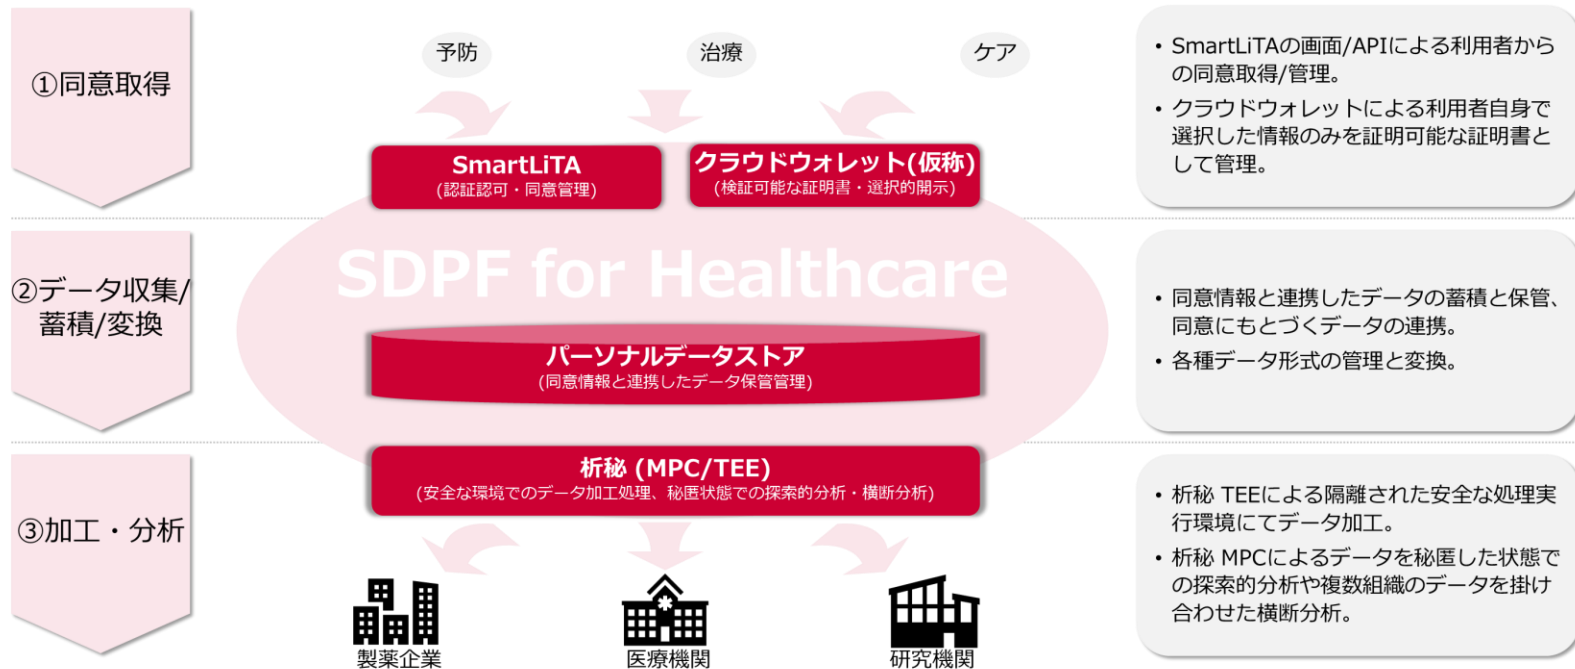 ①同意取得
予防
治療
ケア
SmartLiTA
(認証認可・同意管理)
クラウドウォレット(仮称)
(検証可能な証明書・選択的開示)
• SmartLiTAの画面/APIによる利用者から
の同意取得/管理。
• クラウドウォレットによる利用者自身で
選択した情報のみを証明可能な証明書と
して管理。
②データ収集/
蓄積/変換
SDPF for Healthcare
パーソナルデータストア
(同意情報と連携したデータ保管管理)
• 同意情報と連携したデータの蓄積と保管、
同意にもとづくデータの連携。
• 各種データ形式の管理と変換。
③加工・分析
析秘 (MPC/TEE)
(安全な環境でのデータ加工処理、秘匿状態での探索的分析・横断分析)
製薬企業
医療機関
研究機関
• 析秘 TEEによる隔離された安全な処理実
行環境にてデータ加工。
• 析秘 MPCによるデータを秘匿した状態で
の探索的分析や複数組織のデータを掛け
合わせた横断分析。